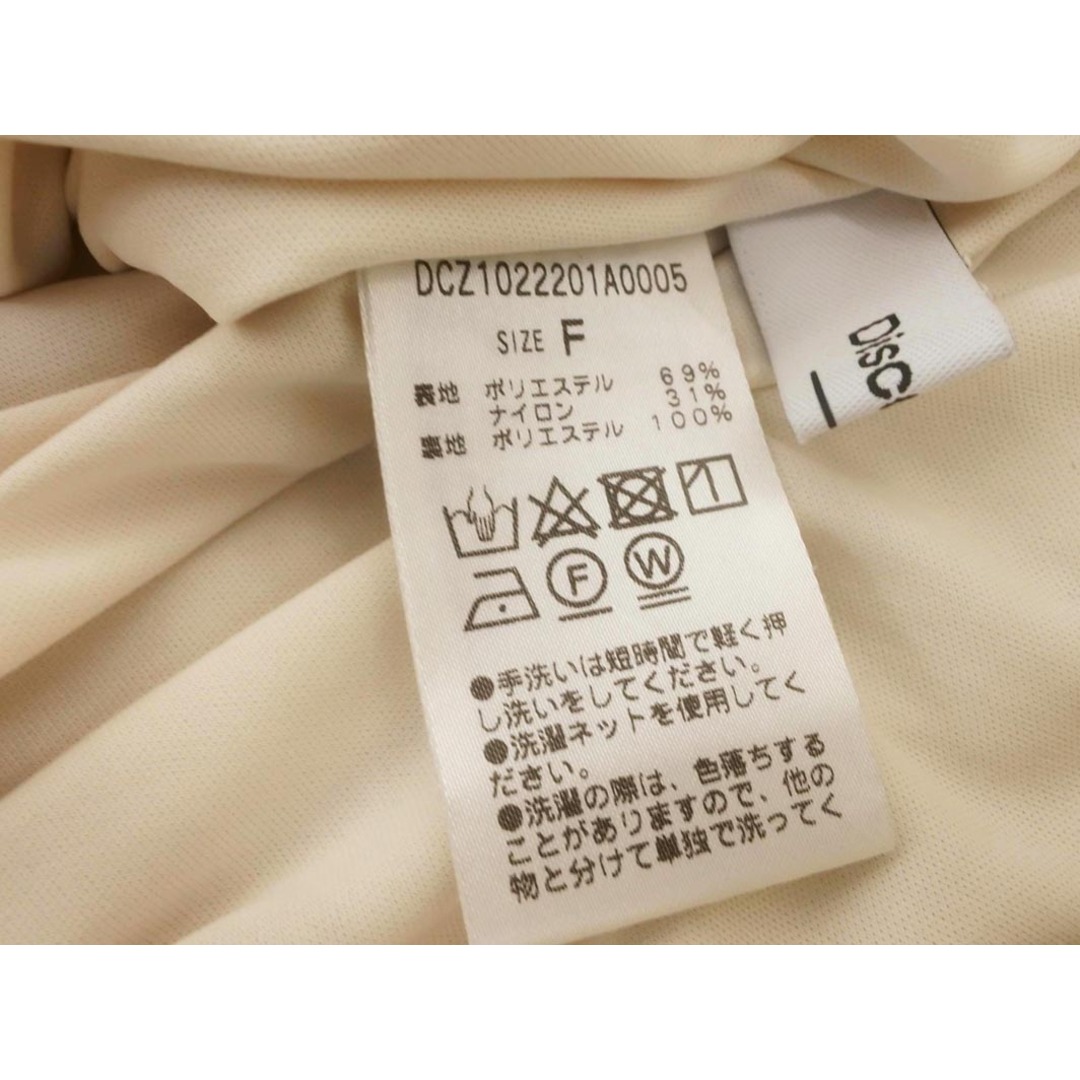 DCZ1022201A0005
SIZE F
表地 ポリエステル 69%
ナイロン 31%
裏地 ポリエステル 100%
F W
●手洗いは短時間で軽く押
し洗いをしてください。
●洗濯ネットを使用してく
ださい。
●洗濯の際は、色落ちする
ことがありますので、他の
物と分けて単独で洗ってく